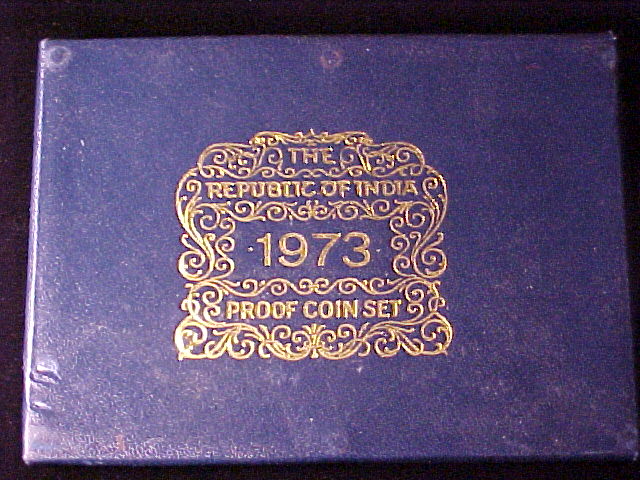 THE
REPUBLIC OF INDIA
1973
PROOF COIN SET